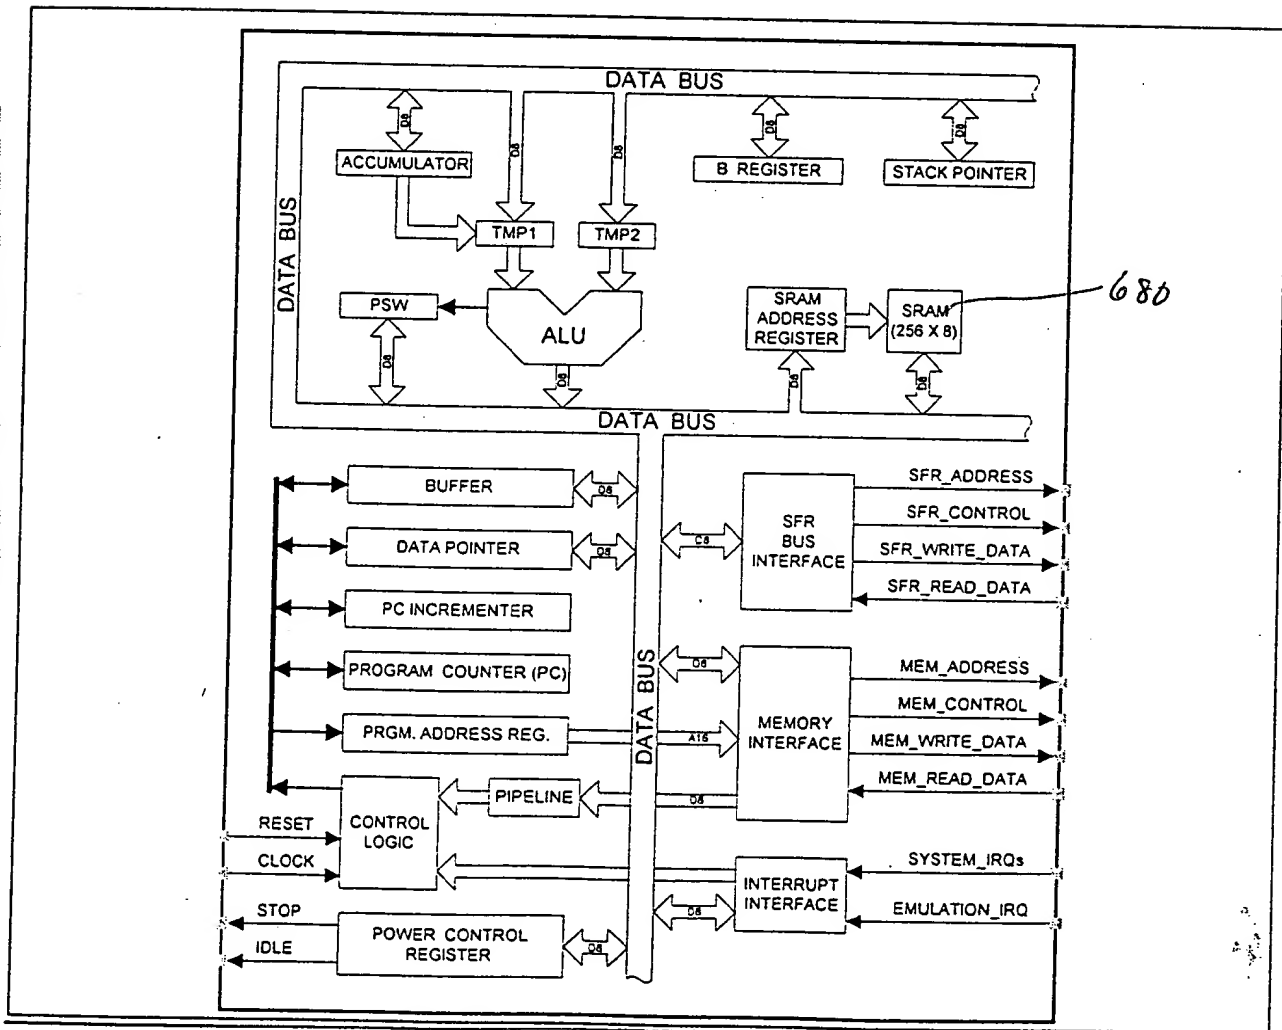 DATA BUS
D8
D8
D8
D8
D8
ACCUMULATOR
B REGISTER
STACK POINTER
DATA BUS
TMP1
TMP2
PSW
ALU
SRAM
ADDRESS
REGISTER
SRAM
(256 X 8)
680
D8
D8
D8
D8
DATA BUS
BUFFER
D8
SFR
BUS
INTERFACE
SFR_ADDRESS
SFR_CONTROL
SFR_WRITE_DATA
SFR_READ_DATA
DATA POINTER
D8
C8
PC INCREMENTER
PROGRAM COUNTER (PC)
DATA BUS
D8
MEMORY
INTERFACE
MEM_ADDRESS
MEM_CONTROL
MEM_WRITE_DATA
MEM_READ_DATA
PRGM. ADDRESS REG.
A16
PIPELINE
D8
RESET
CLOCK
CONTROL
LOGIC
INTERRUPT
INTERFACE
SYSTEM_IRQs
EMULATION_IRQ
D8
STOP
IDLE
POWER CONTROL
REGISTER
D8